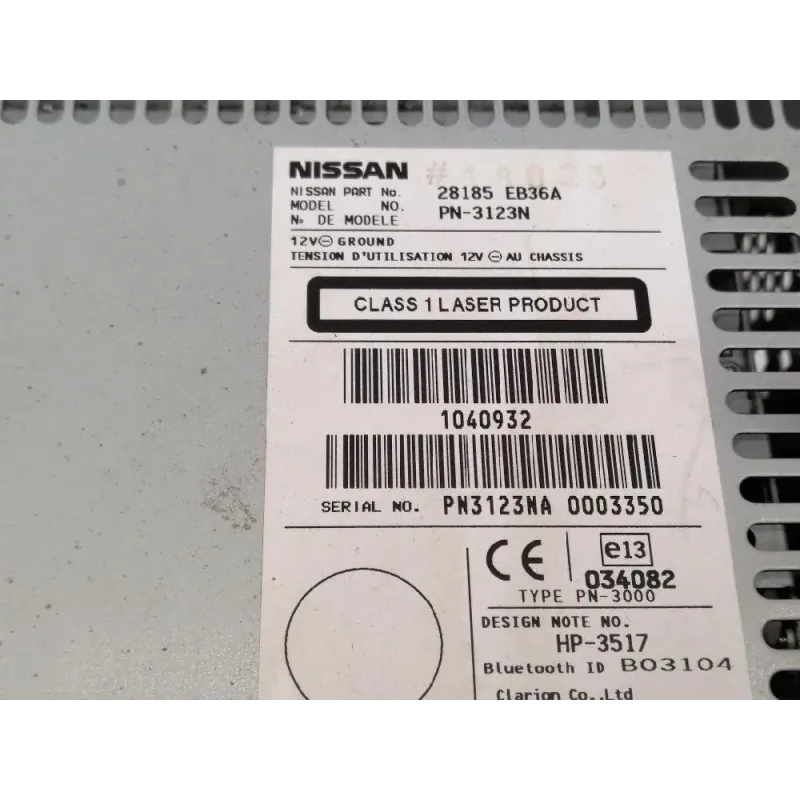 NISSAN #18023
NISSAN PART No. 28185 EB36A
MODEL NO. PN-3123N
No DE MODELE
12V⊖GROUND
TENSION D'UTILISATION 12V ⊖ AU CHASSIS
CLASS 1 LASER PRODUCT
1040932
SERIAL NO. PN3123NA 0003350
CE e13
034082
TYPE PN-3000
DESIGN NOTE NO.
HP-3517
Bluetooth ID B03104
Clarion Co.,Ltd